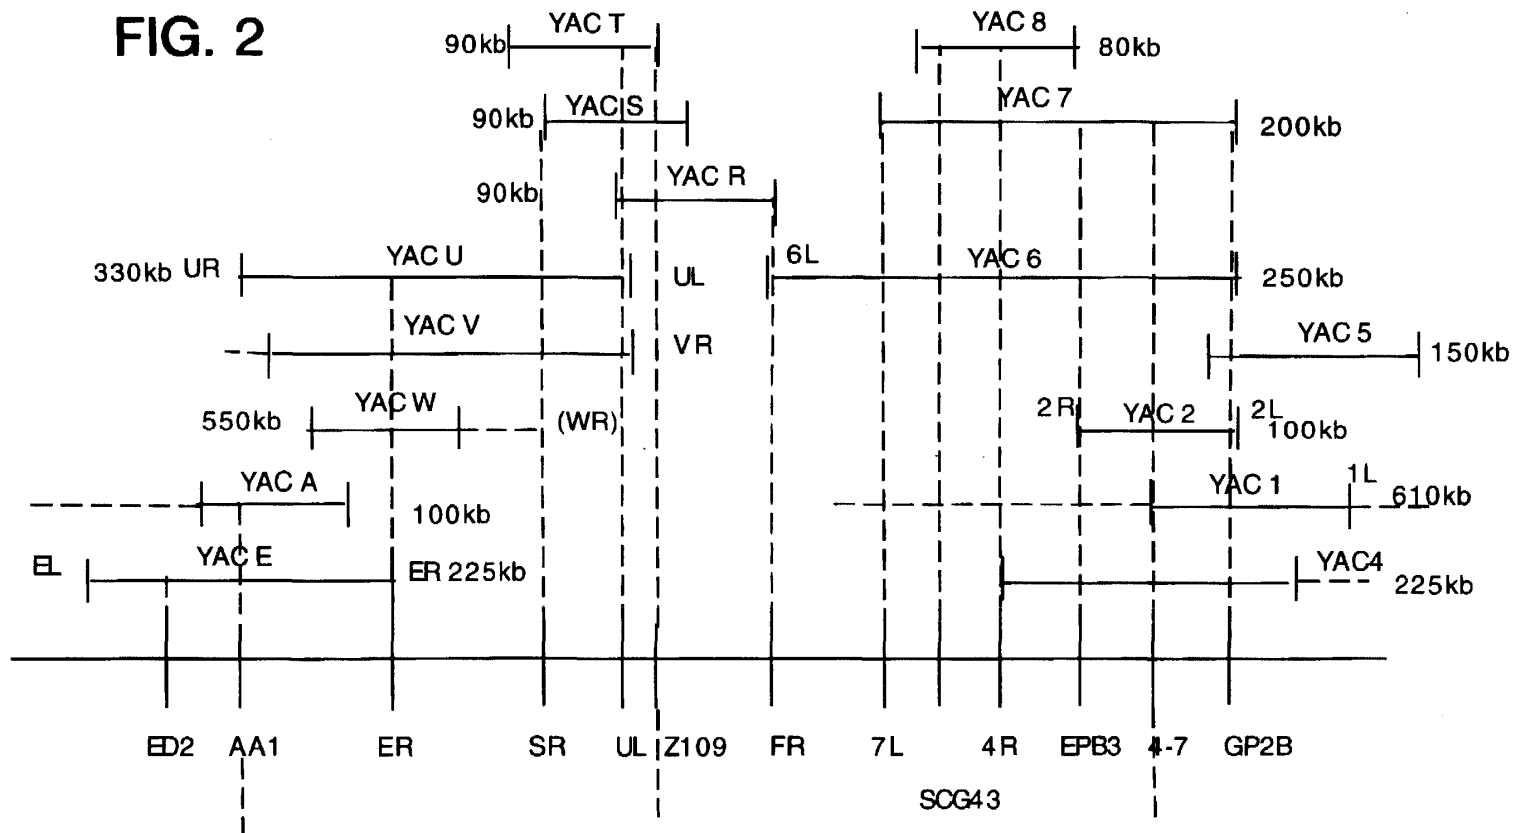 FIG. 2
YAC T
YAC 8
90kb
80kb
YAC S
YAC 7
90kb
200kb
YAC R
90kb
330kb UR
YAC U
UL
6L
YAC 6
250kb
YAC V
VR
YAC 5
150kb
550kb
YAC W
(WR)
2R
YAC 2
2L
100kb
YAC A
100kb
YAC 1
1L
610kb
EL
YAC E
ER 225kb
YAC4
225kb
ED2 AA1 ER SR UL Z109 FR 7L 4R EPB3 4-7 GP2B
SCG43